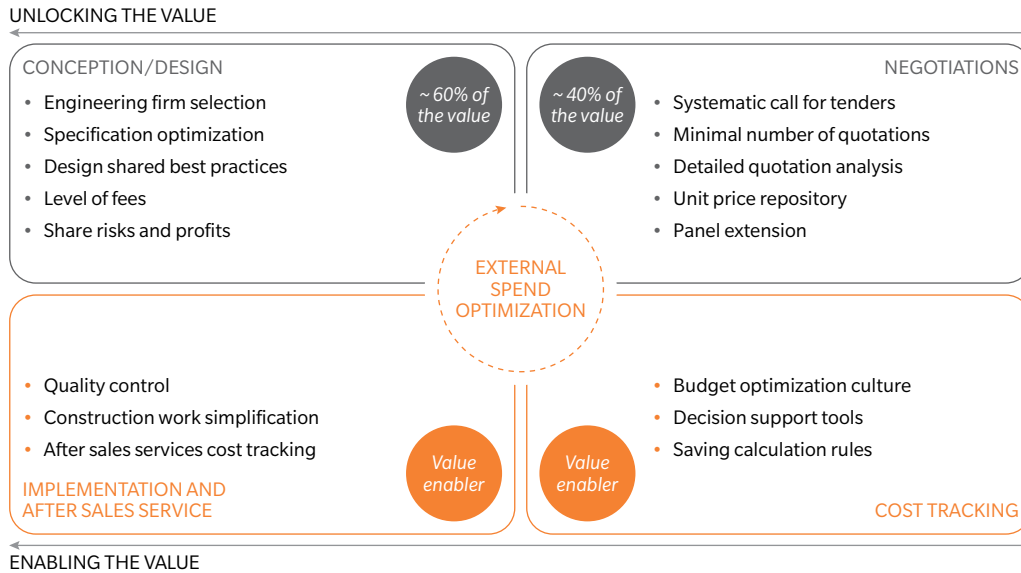 UNLOCKING THE VALUE
CONCEPTION/DESIGN
• Engineering firm selection
• Specification optimization
• Design shared best practices
• Level of fees
• Share risks and profits
~ 60% of
the value
~ 40% of
the value
NEGOTIATIONS
• Systematic call for tenders
• Minimal number of quotations
• Detailed quotation analysis
• Unit price repository
• Panel extension
EXTERNAL
SPEND
OPTIMIZATION
• Quality control
• Construction work simplification
• After sales services cost tracking
IMPLEMENTATION AND
AFTER SALES SERVICE
Value
enabler
Value
enabler
• Budget optimization culture
• Decision support tools
• Saving calculation rules
COST TRACKING
ENABLING THE VALUE